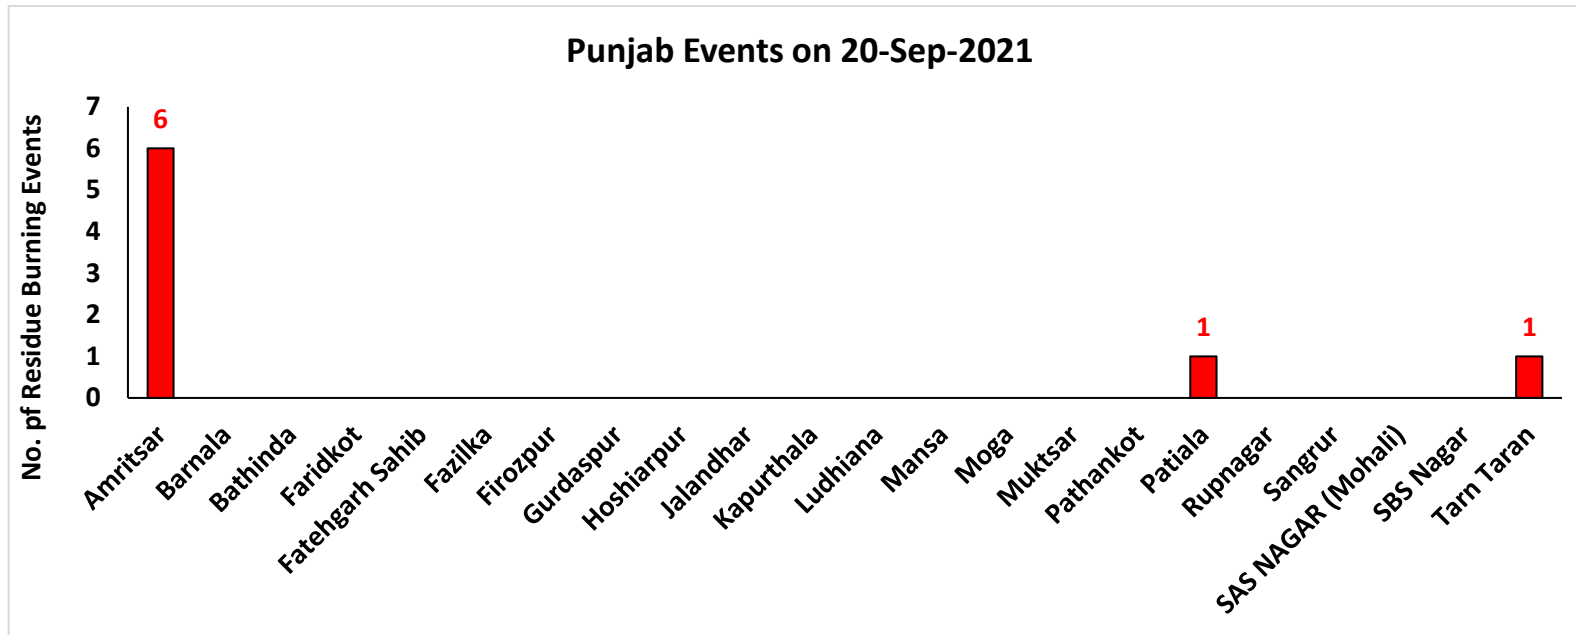 Punjab Events on 20-Sep-2021
No. pf Residue Burning Events
7
6
5
4
3
2
1
0
6
1
1
Amritsar
Barnala
Bathinda
Faridkot
Fatehgarh Sahib
Fazilka
Firozpur
Gurdaspur
Hoshiarpur
Jalandhar
Kapurthala
Ludhiana
Mansa
Moga
Muktsar
Pathankot
Patiala
Rupnagar
Sangrur
SAS NAGAR (Mohali)
SBS Nagar
Tarn Taran